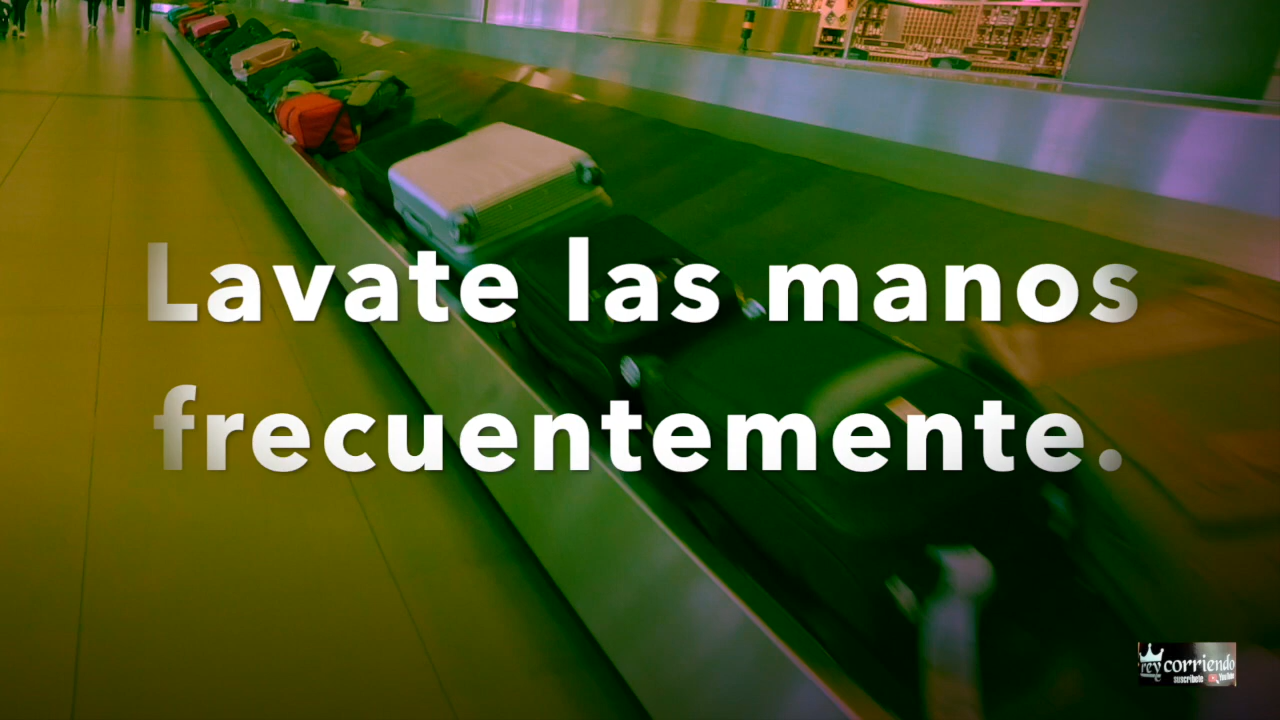 Lavate las manos
frecuentemente.
rey corriendo
suscribete YouTube